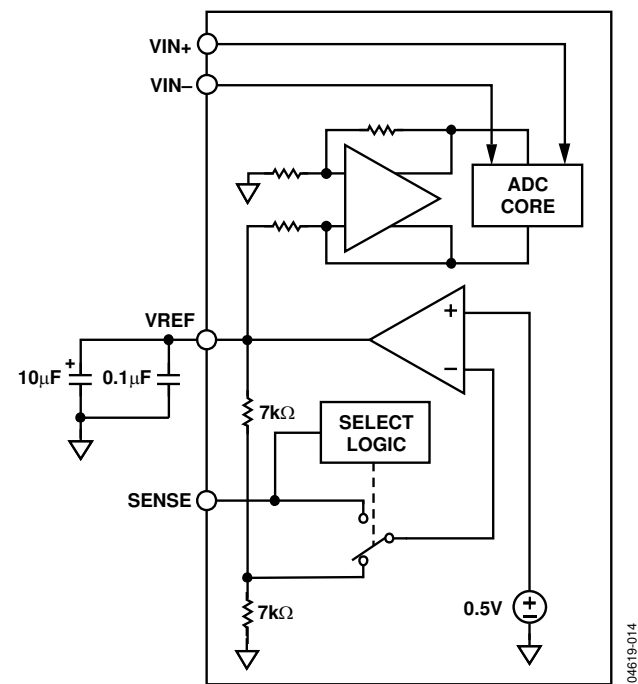 VIN+
VIN–
ADC
CORE
VREF
+
–
+
10µF
0.1µF
7kΩ
SELECT
LOGIC
SENSE
7kΩ
0.5V
+
–
04619-014